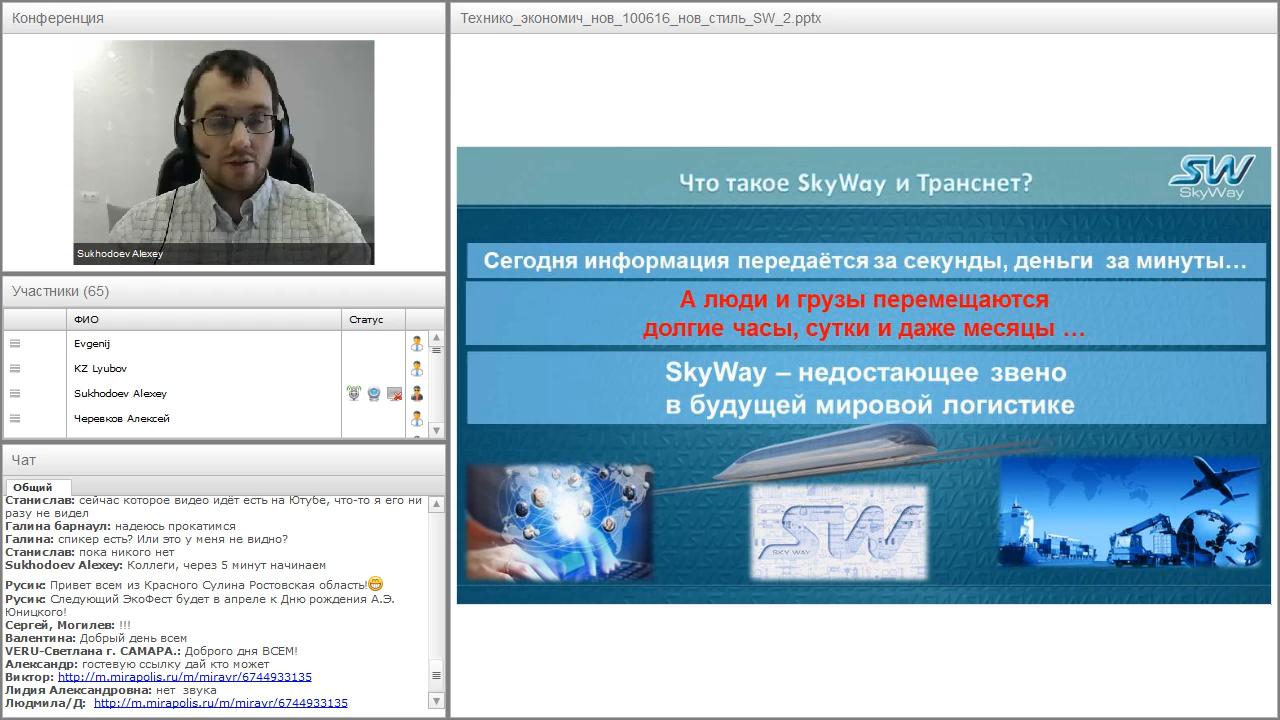 Конференция
Sukhodoev Alexey
Участники (65)
ФИО
Статус
Evgenij
KZ Lyubov
Sukhodoev Alexey
Черевков Алексей
Чат
Общий
Станислав: сейчас которое видео идёт есть на Ютубе, что-то я его ни
разу не видел
Галина барнаул: надеюсь прокатимся
Галина: спикер есть? Или это у меня не видно?
Станислав: пока никого нет
Sukhodoev Alexey: Коллеги, через 5 минут начинаем
Русик: Привет всем из Красного Сулина Ростовская область!
Русик: Следующий ЭкоФест будет в апреле к Дню рождения А.Э.
Юницкого!
Сергей, Могилев: !!!
Валентина: Добрый день всем
VERU-Светлана г. САМАРА.: Доброго дня ВСЕМ!
Александр: гостевую ссылку дай кто может
Виктор: http://m.mirapolis.ru/m/miravr/6744933135
Лидия Александровна: нет звука
Людмила/Д: http://m.mirapolis.ru/m/miravr/6744933135
Технико_экономич_нов_100616_нов_стиль_SW_2.pptx
Что такое SkyWay и Транснет?
SW
SkyWay
Сегодня информация передаётся за секунды, деньги за минуты...
А люди и грузы перемещаются
долгие часы, сутки и даже месяцы ...
SkyWay – недостающее звено
в будущей мировой логистике
SW
SKY WAY